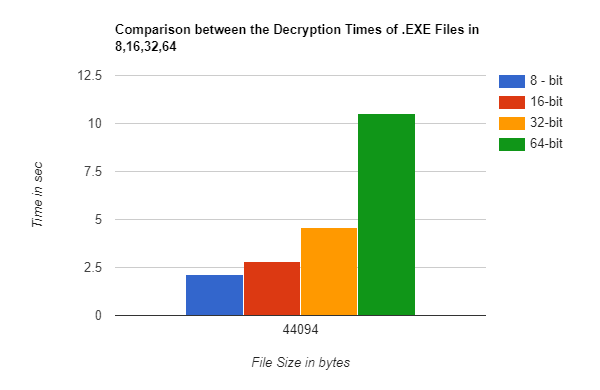 Comparison between the Decryption Times of .EXE Files in
8,16,32,64
12.5
10
7.5
5
2.5
0
Time in sec
44094
File Size in bytes
8 - bit
16-bit
32-bit
64-bit